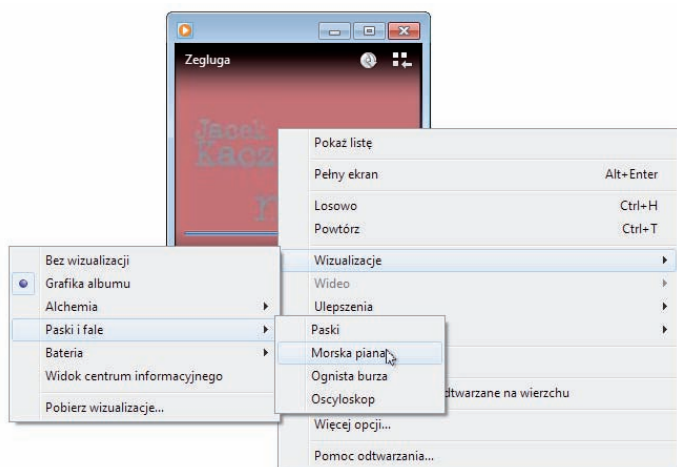 Zegluga
Jacek
Kacz
Pokaż listę
Pełny ekran Alt+Enter
Losowo Ctrl+H
Powtórz Ctrl+T
Wizualizacje
Wideo
Ulepszenia
Bez wizualizacji
Grafika albumu
Alchemia
Paski i fale
Bateria
Widok centrum informacyjnego
Pobierz wizualizacje...
Paski
Morska piana
Ognista burza
Oscyloskop
odtwarzane na wierzchu
Więcej opcji...
Pomoc odtwarzania...